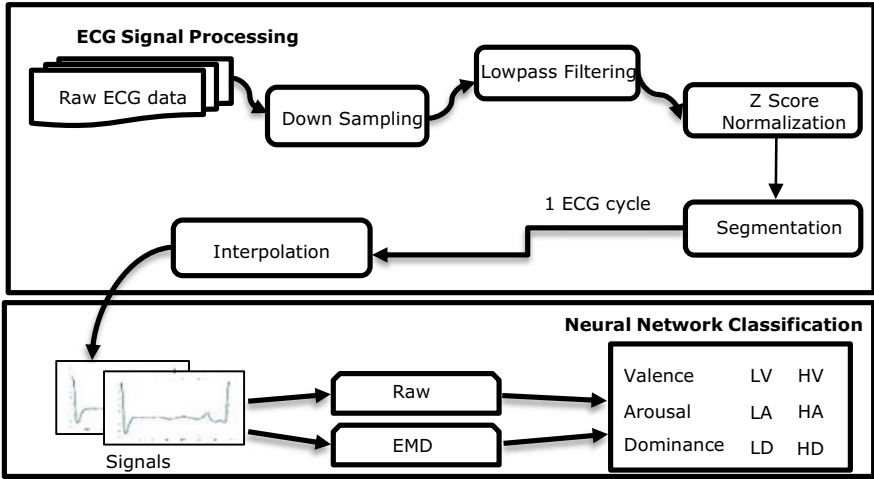 ECG Signal Processing
Raw ECG data
Down Sampling
Lowpass Filtering
Z Score
Normalization
Segmentation
1 ECG cycle
Interpolation
Neural Network Classification
Signals
Raw
EMD
Valence LV HV
Arousal LA HA
Dominance LD HD